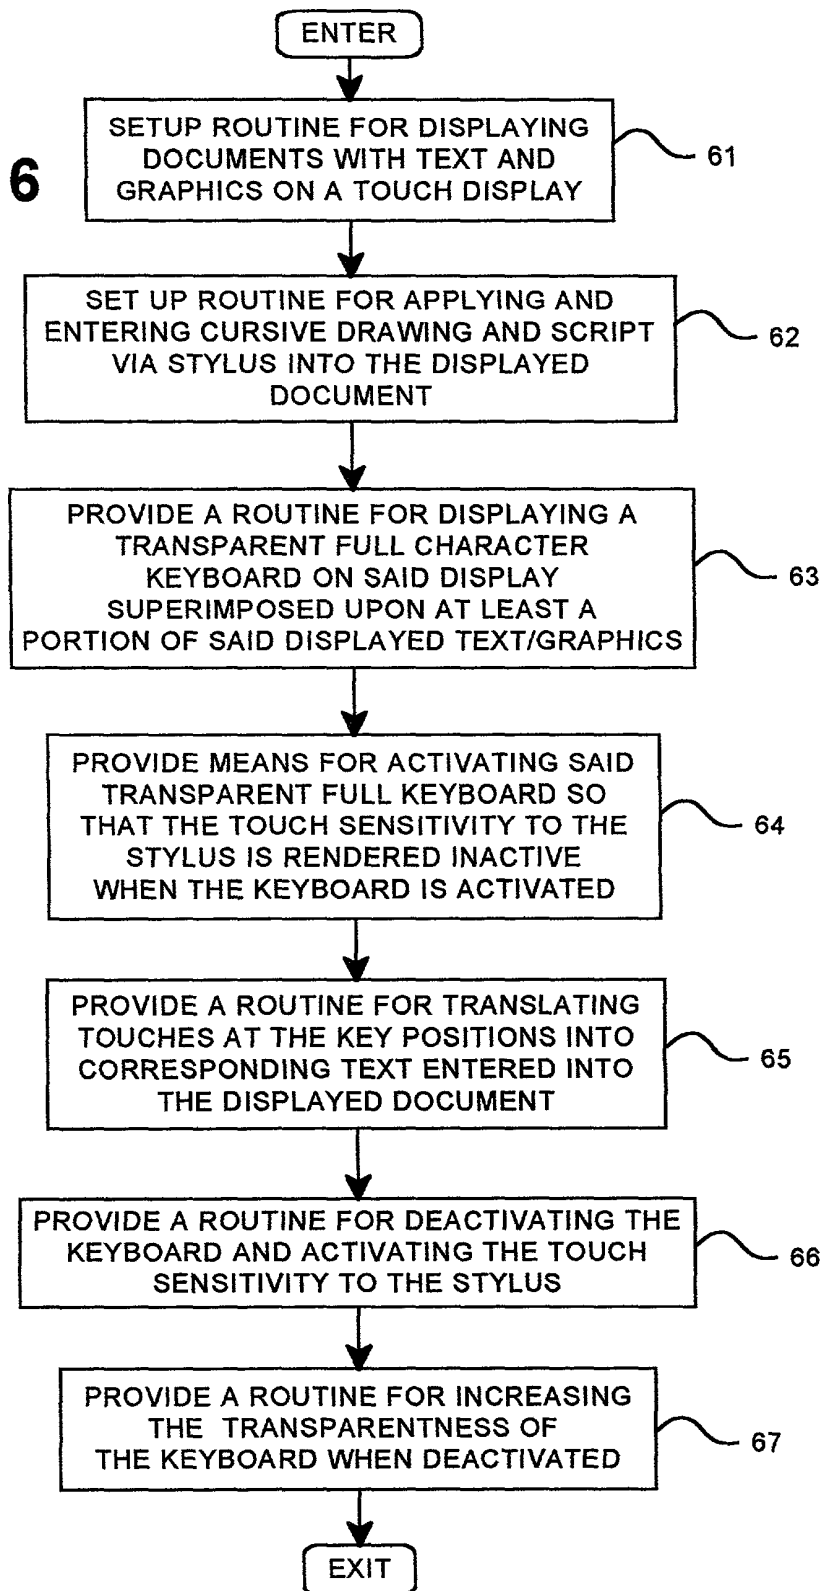 ENTER
SETUP ROUTINE FOR DISPLAYING
DOCUMENTS WITH TEXT AND
GRAPHICS ON A TOUCH DISPLAY
61
6
SET UP ROUTINE FOR APPLYING AND
ENTERING CURSIVE DRAWING AND SCRIPT
VIA STYLUS INTO THE DISPLAYED
DOCUMENT
62
PROVIDE A ROUTINE FOR DISPLAYING A
TRANSPARENT FULL CHARACTER
KEYBOARD ON SAID DISPLAY
SUPERIMPOSED UPON AT LEAST A
PORTION OF SAID DISPLAYED TEXT/GRAPHICS
63
PROVIDE MEANS FOR ACTIVATING SAID
TRANSPARENT FULL KEYBOARD SO
THAT THE TOUCH SENSITIVITY TO THE
STYLUS IS RENDERED INACTIVE
WHEN THE KEYBOARD IS ACTIVATED
64
PROVIDE A ROUTINE FOR TRANSLATING
TOUCHES AT THE KEY POSITIONS INTO
CORRESPONDING TEXT ENTERED INTO
THE DISPLAYED DOCUMENT
65
PROVIDE A ROUTINE FOR DEACTIVATING THE
KEYBOARD AND ACTIVATING THE TOUCH
SENSITIVITY TO THE STYLUS
66
PROVIDE A ROUTINE FOR INCREASING
THE TRANSPARENTNESS OF
THE KEYBOARD WHEN DEACTIVATED
67
EXIT